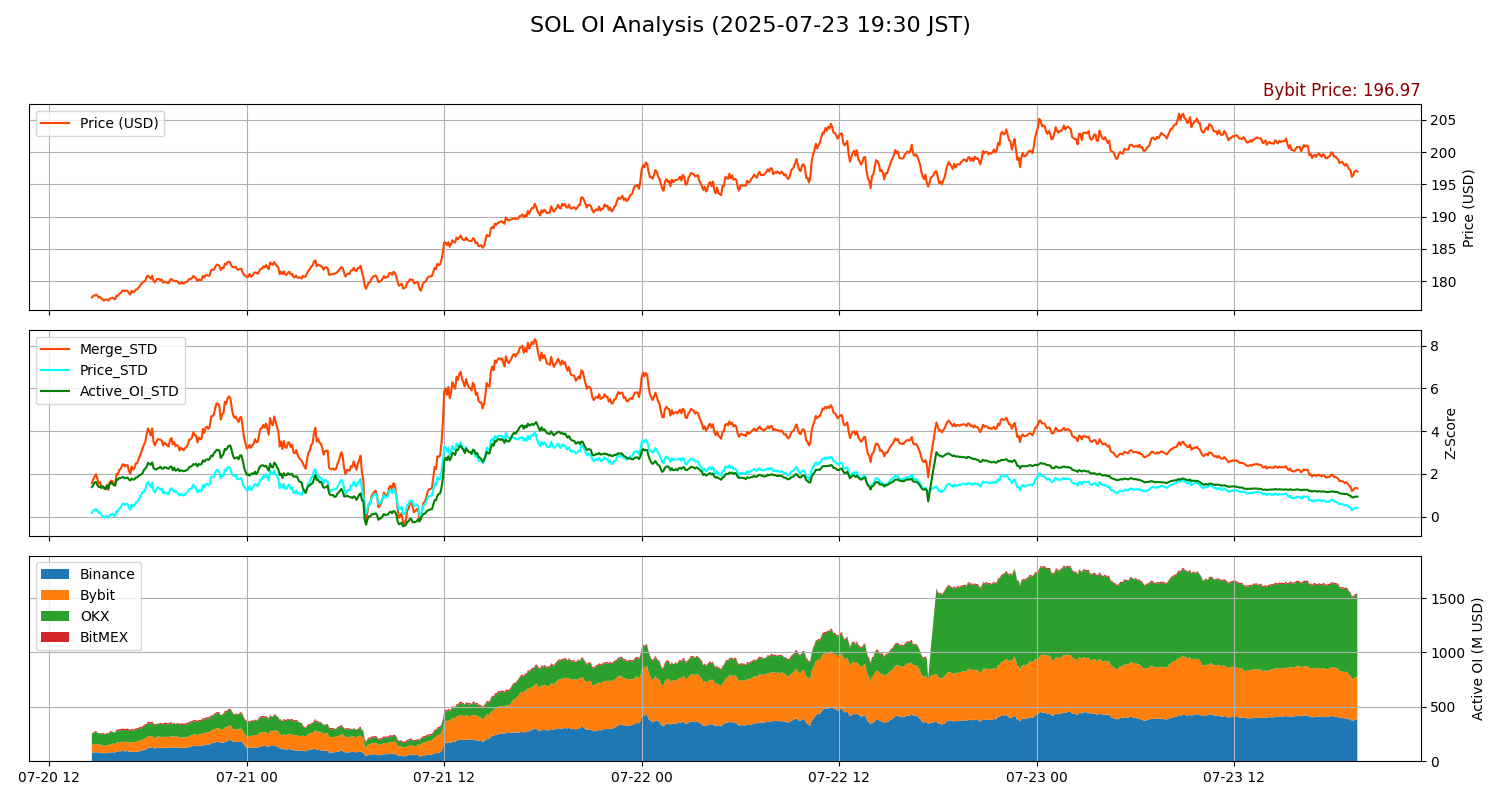 SOL OI Analysis (2025-07-23 19:30 JST)
Bybit Price: 196.97
Price (USD)
205
200
195
190
185
180
Price (USD)
Merge_STD
Price_STD
Active_OI_STD
8
6
4
2
0
Z-Score
Binance
Bybit
OKX
BitMEX
1500
1000
500
0
Active OI (M USD)
07-20 12
07-21 00
07-21 12
07-22 00
07-22 12
07-23 00
07-23 12